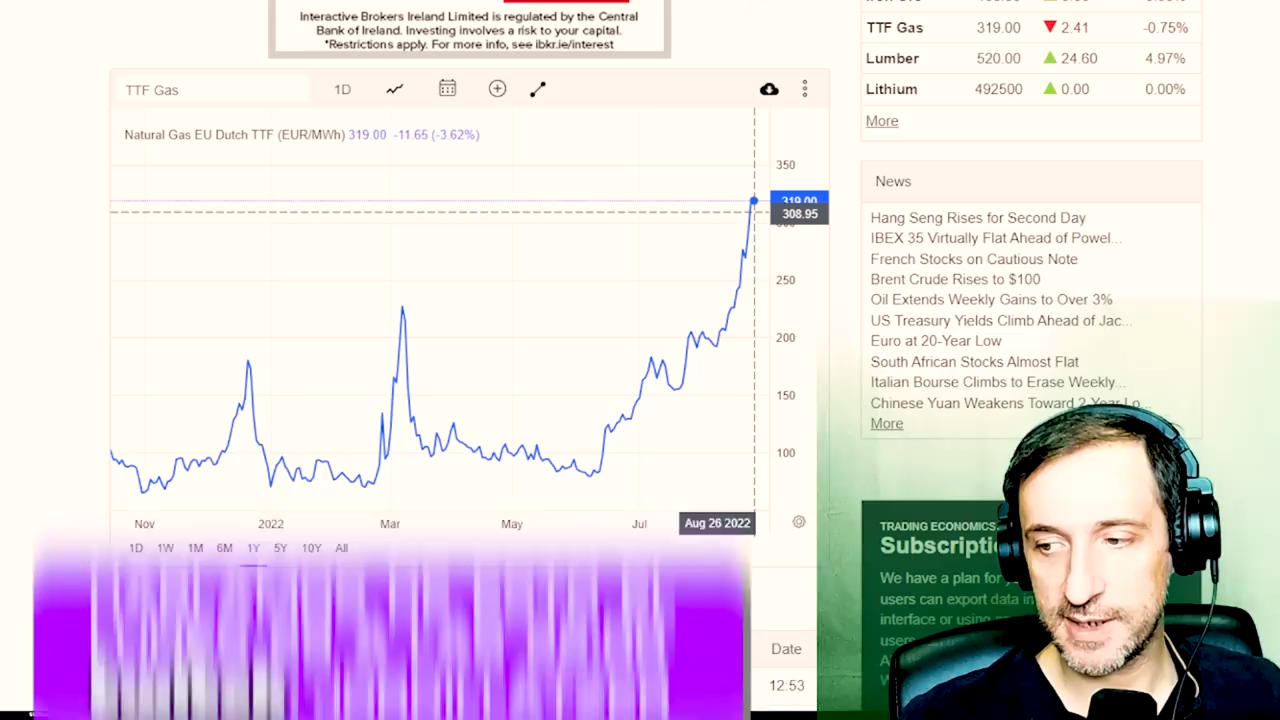 Interactive Brokers Ireland Limited is regulated by the Central
Bank of Ireland. Investing involves a risk to your capital.
*Restrictions apply. For more info, see ibkr.ie/interest
TTF Gas 1D
Natural Gas EU Dutch TTF (EUR/MWh) 319.00 -11.65 (-3.62%)
350
319.00
308.95
250
200
150
100
Nov 2022 Mar May Jul Aug 26 2022
1D 1W 1M 6M 1Y 5Y 10Y All
Date
12:53
TTF Gas 319.00 2.41 -0.75%
Lumber 520.00 24.60 4.97%
Lithium 492500 0.00 0.00%
More
News
Hang Seng Rises for Second Day
IBEX 35 Virtually Flat Ahead of Powel...
French Stocks on Cautious Note
Brent Crude Rises to $100
Oil Extends Weekly Gains to Over 3%
US Treasury Yields Climb Ahead of Jac...
Euro at 20-Year Low
South African Stocks Almost Flat
Italian Bourse Climbs to Erase Weekly...
Chinese Yuan Weakens Toward 2-Year Lo...
More
TRADING ECONOMICS
Subscripti
We have a plan for
users can export data in
interface or using